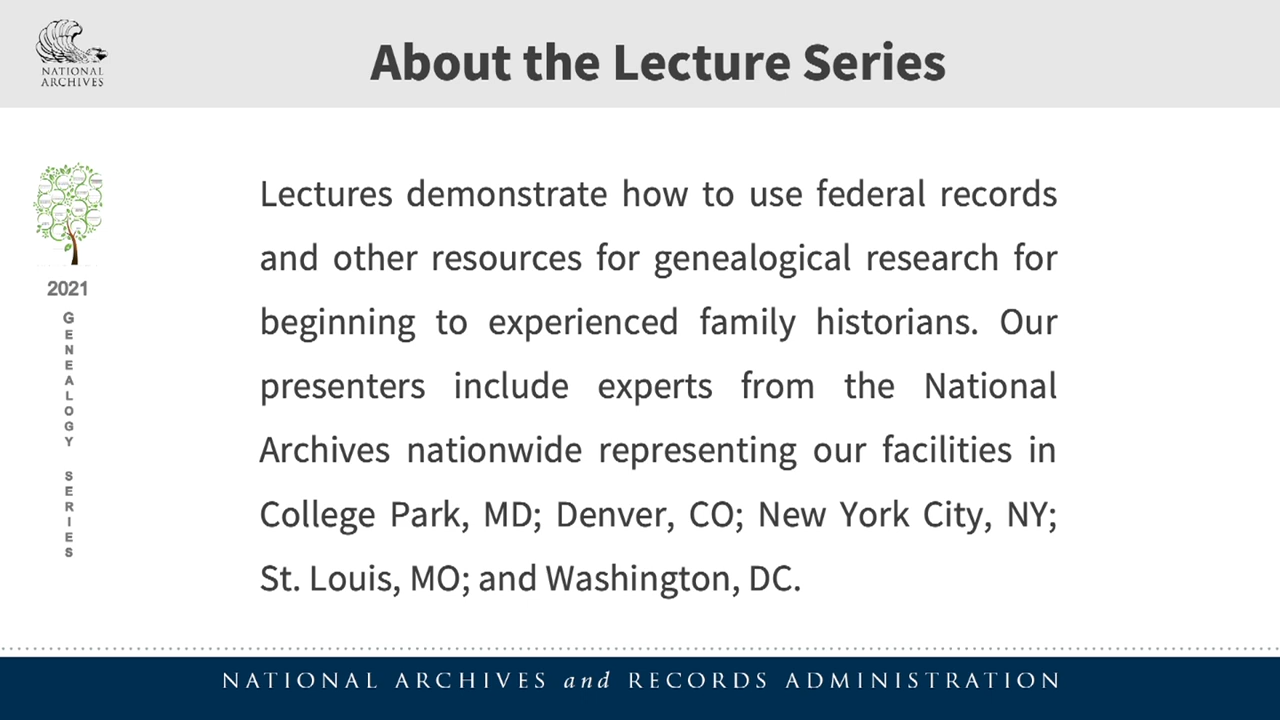 NATIONAL
ARCHIVES
About the Lecture Series
2021
GENEALOGY
SERIES
Lectures demonstrate how to use federal records
and other resources for genealogical research for
beginning to experienced family historians. Our
presenters include experts from the National
Archives nationwide representing our facilities in
College Park, MD; Denver, CO; New York City, NY;
St. Louis, MO; and Washington, DC.
NATIONAL ARCHIVES and RECORDS ADMINISTRATION